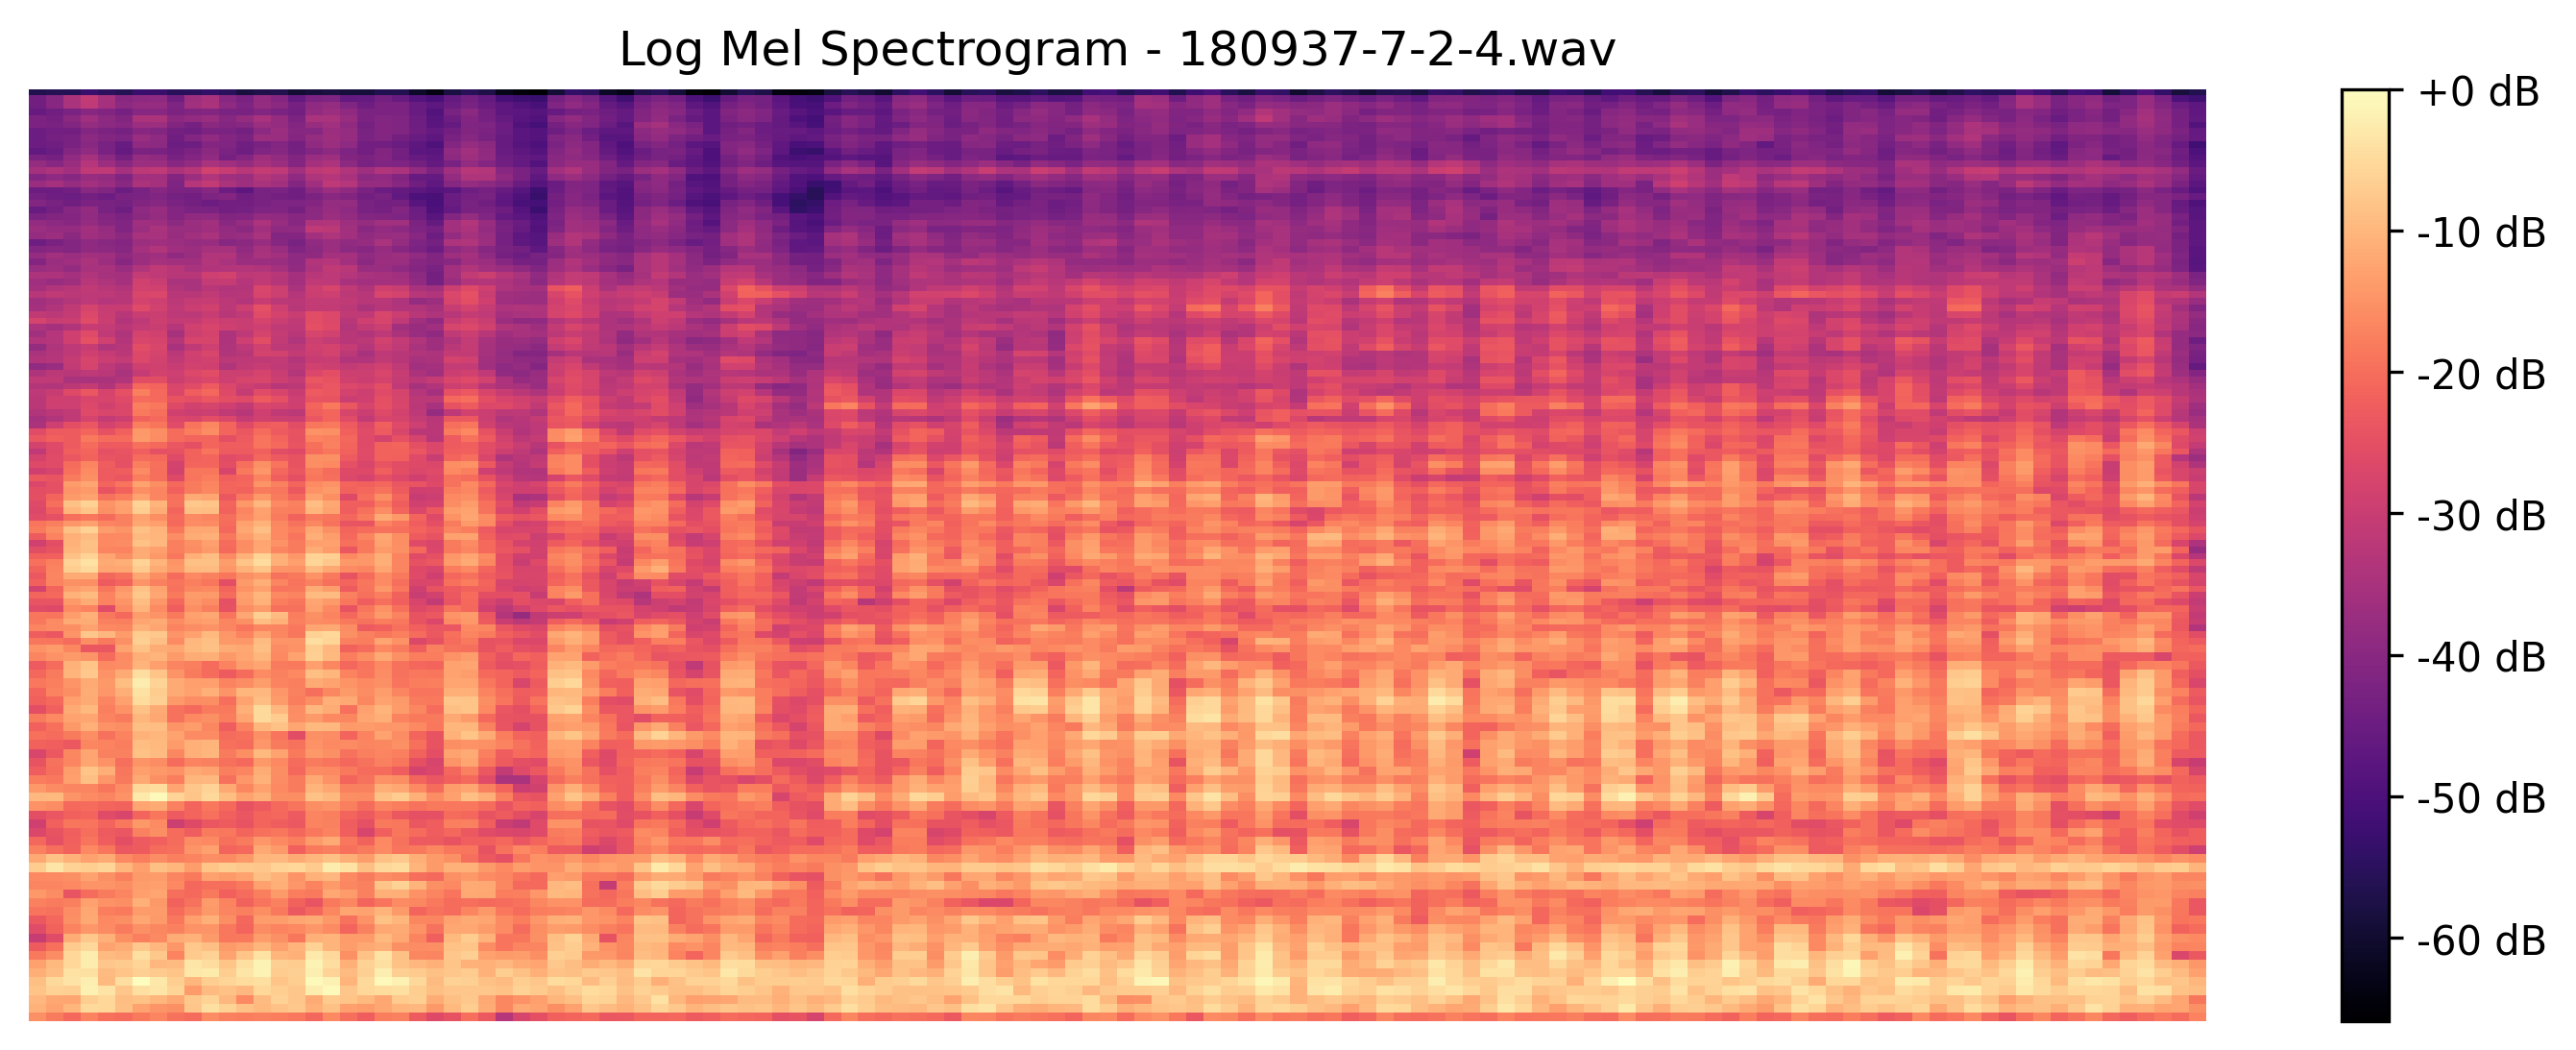 Log Mel Spectrogram - 180937-7-2-4.wav
+0 dB
-10 dB
-20 dB
-30 dB
-40 dB
-50 dB
-60 dB